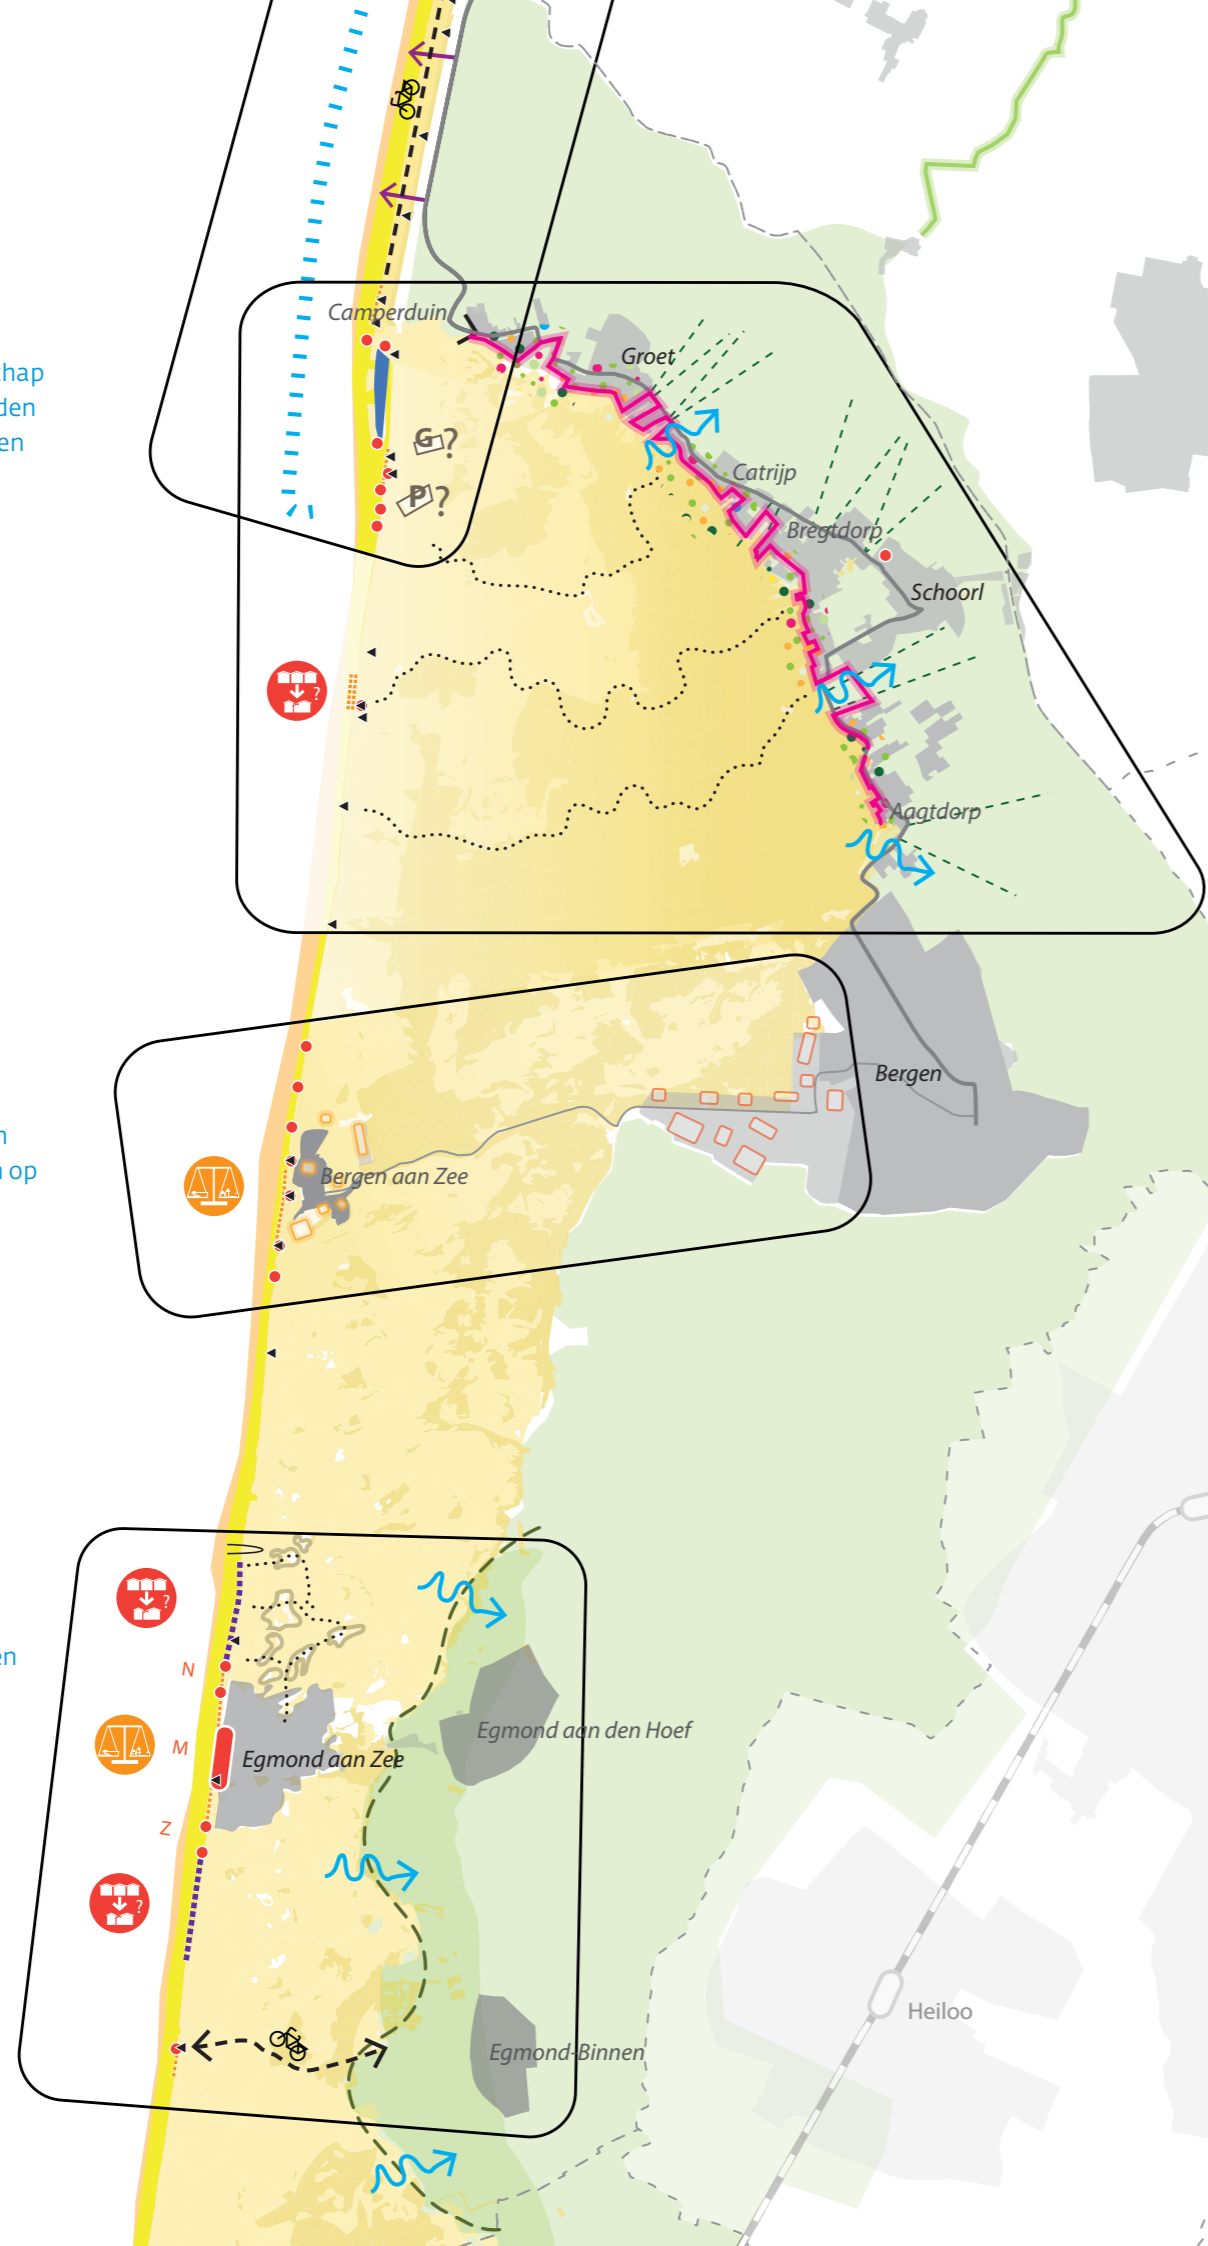 Camperduin
Groet
hap
den
en
G?
Catrijp
P?
Bregtdorp
Schoorl
?
Aagtdorp
Bergen
op
Bergen aan Zee
?
en
N
Egmond aan den Hoef
M
Egmond aan Zee
Z
?
Heiloo
Egmond-Binnen